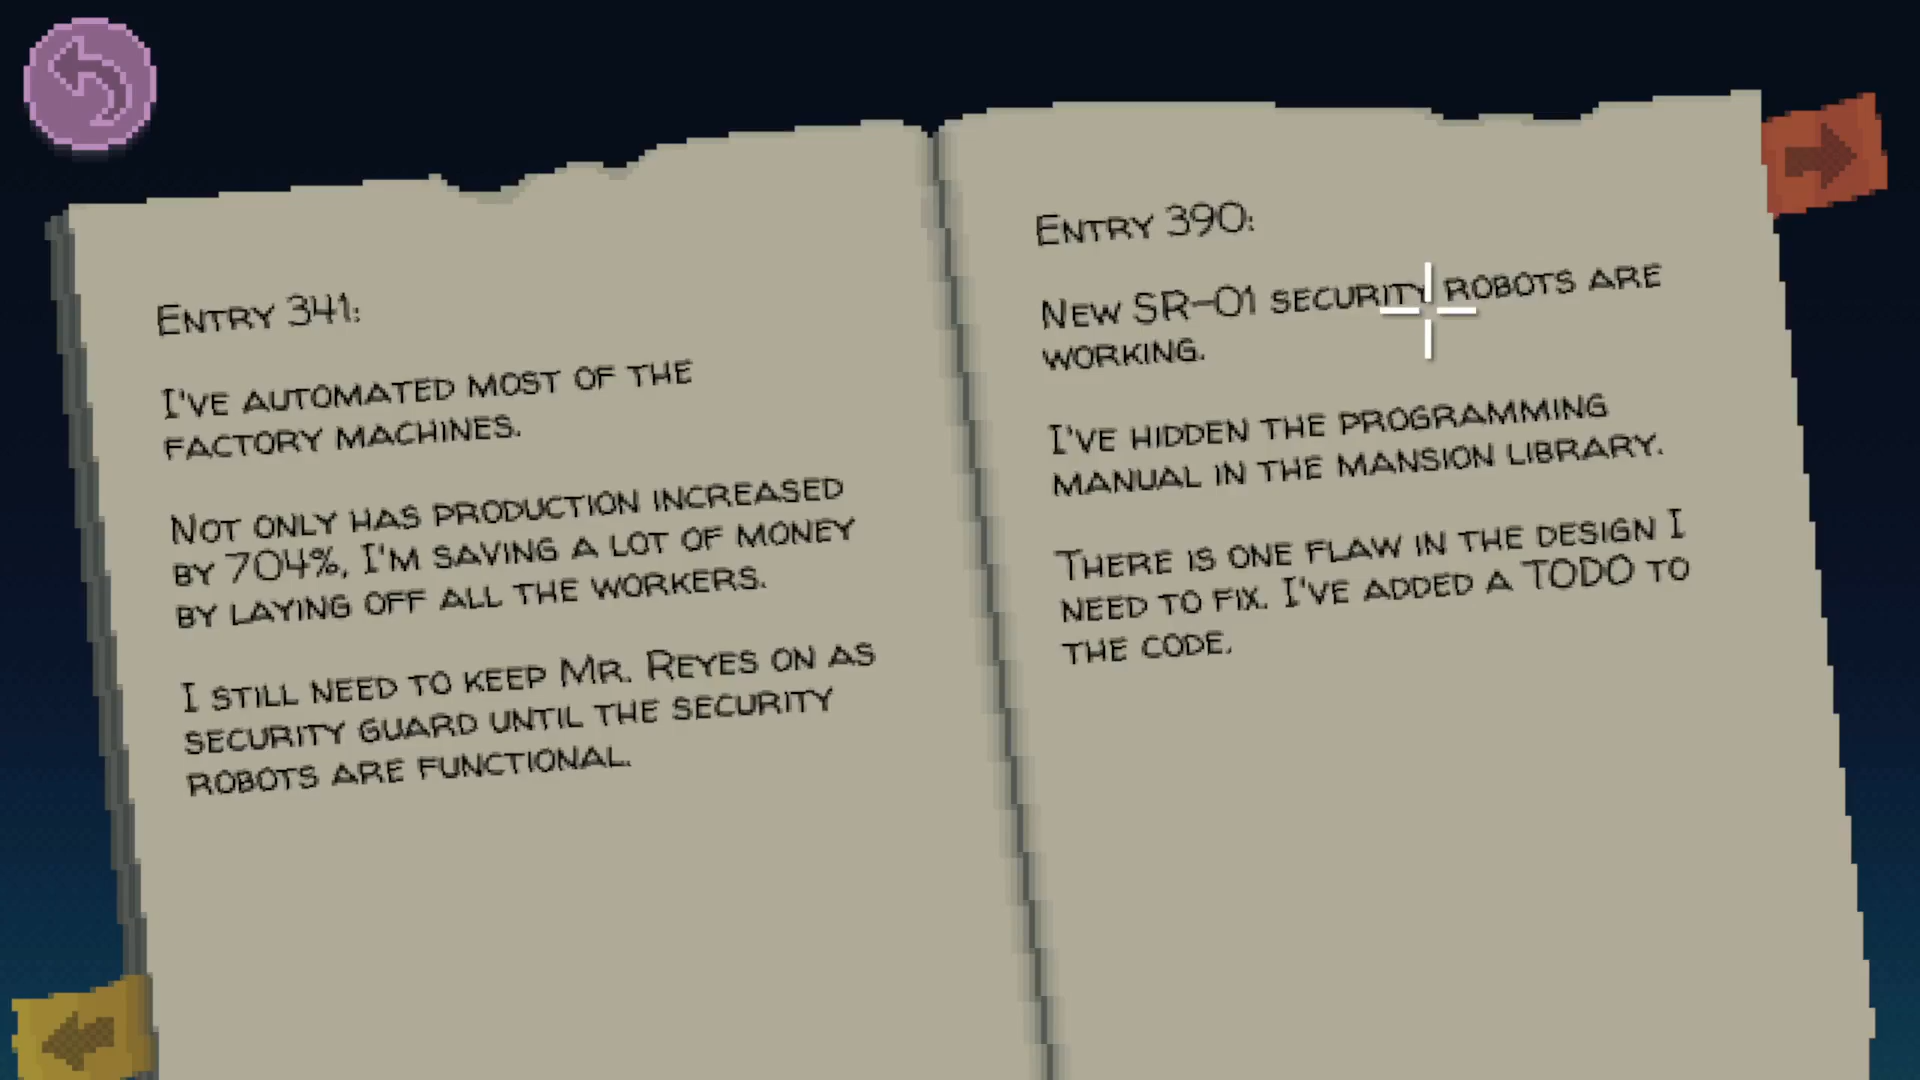 Entry 341:
I've automated most of the
factory machines.
Not only has production increased
by 704%, I'm saving a lot of money
by laying off all the workers.
I still need to keep Mr. Reyes on as
security guard until the security
robots are functional.
Entry 390:
New SR-01 security robots are
working.
I've hidden the programming
manual in the mansion library.
There is one flaw in the design I
need to fix. I've added a TODO to
the code.